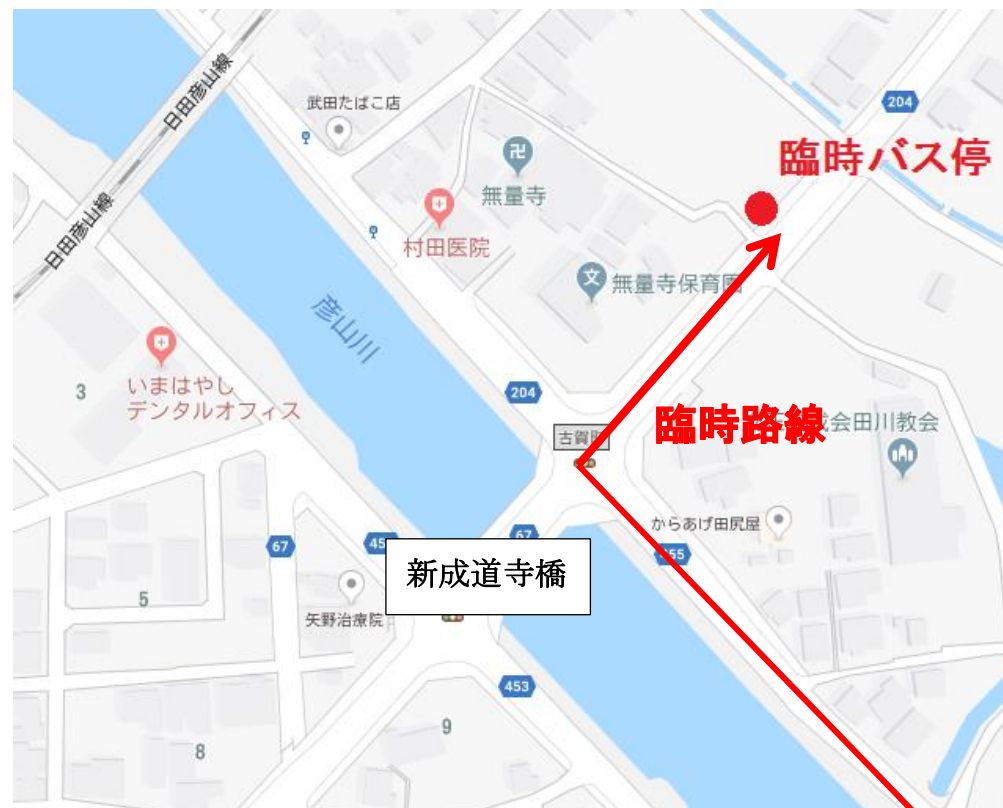 日田彦山線
武田たばこ店
204
臨時バス停
無量寺
村田医院
日田彦山線
無量寺保育園
彦山川
いまはやし
デンタルオフィス
3
204
臨時路線
会田川教会
古賀町
からあげ田尻屋
67
67
新成道寺橋
5
矢野治療院
453
9
8